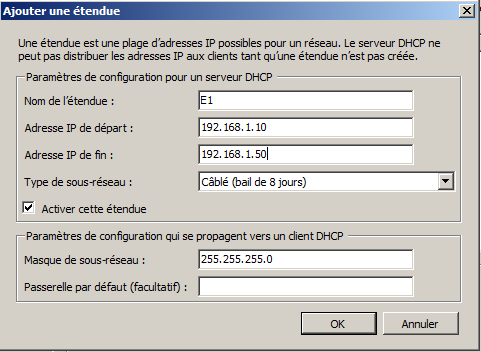 Ajouter une étendue
Une étendue est une plage d'adresses IP possibles pour un réseau. Le serveur DHCP ne
peut pas distribuer les adresses IP aux clients tant qu'une étendue n'est pas créée.
Paramètres de configuration pour un serveur DHCP
Nom de l'étendue : E1
Adresse IP de départ : 192.168.1.10
Adresse IP de fin : 192.168.1.50
Type de sous-réseau : Câblé (bail de 8 jours)
Activer cette étendue
Paramètres de configuration qui se propagent vers un client DHCP
Masque de sous-réseau : 255.255.255.0
Passerelle par défaut (facultatif) :
OK Annuler